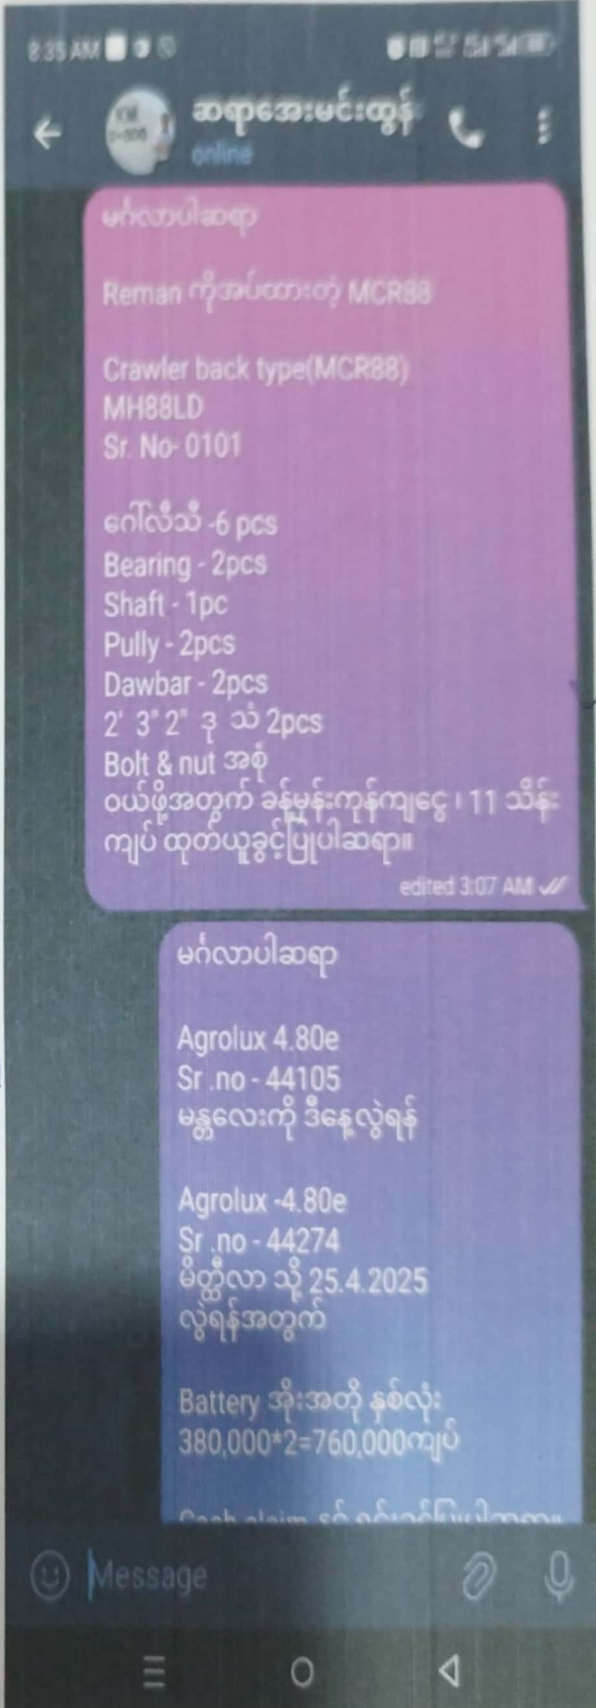 8:35 AM
ဆရာအေးမင်းထွန်
online
မင်္ဂလာပါဆရာ
Reman ကိုအပ်ထားတဲ့ MCR88
Crawler back type(MCR88)
MH88LD
Sr. No- 0101
ဂေါ်လီသီ -6 pcs
Bearing - 2pcs
Shaft - 1pc
Pully - 2pcs
Dawbar - 2pcs
2' 3" 2" ဒု သံ 2pcs
Bolt & nut အစုံ
ဝယ်ဖို့အတွက် ခန့်မှန်းကုန်ကျငွေ ၊ 11 သိန်း
ကျပ် ထုတ်ယူခွင့်ပြုပါဆရာ။
edited 3:07 AM
မင်္ဂလာပါဆရာ
Agrolux 4.80e
Sr .no - 44105
မန္တလေးကို ဒီနေ့လွှဲရန်
Agrolux -4.80e
Sr .no - 44274
မိတ္ထီလာ သို့ 25.4.2025
လွှဲရန်အတွက်
Battery အိုးအတို နှစ်လုံး
380,000*2=760,000ကျပ်
Message